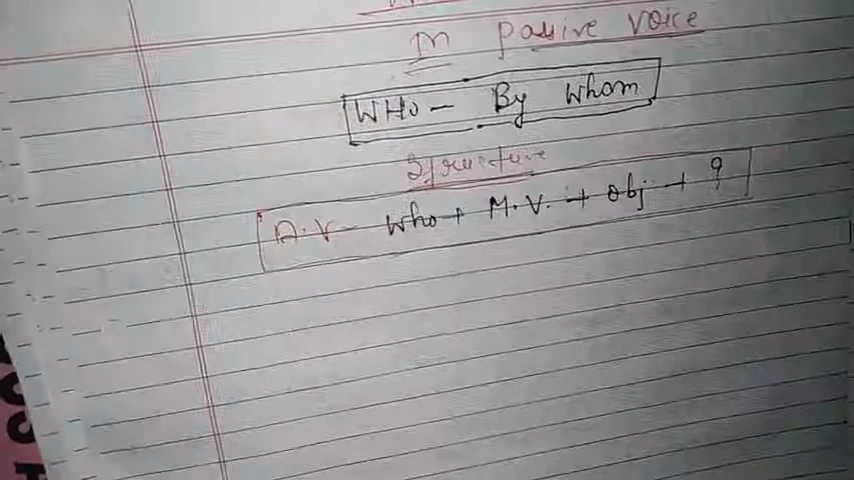 In passive voice
WHO - By whom
Structure
A.V - Who + M.V. + Obj + ?